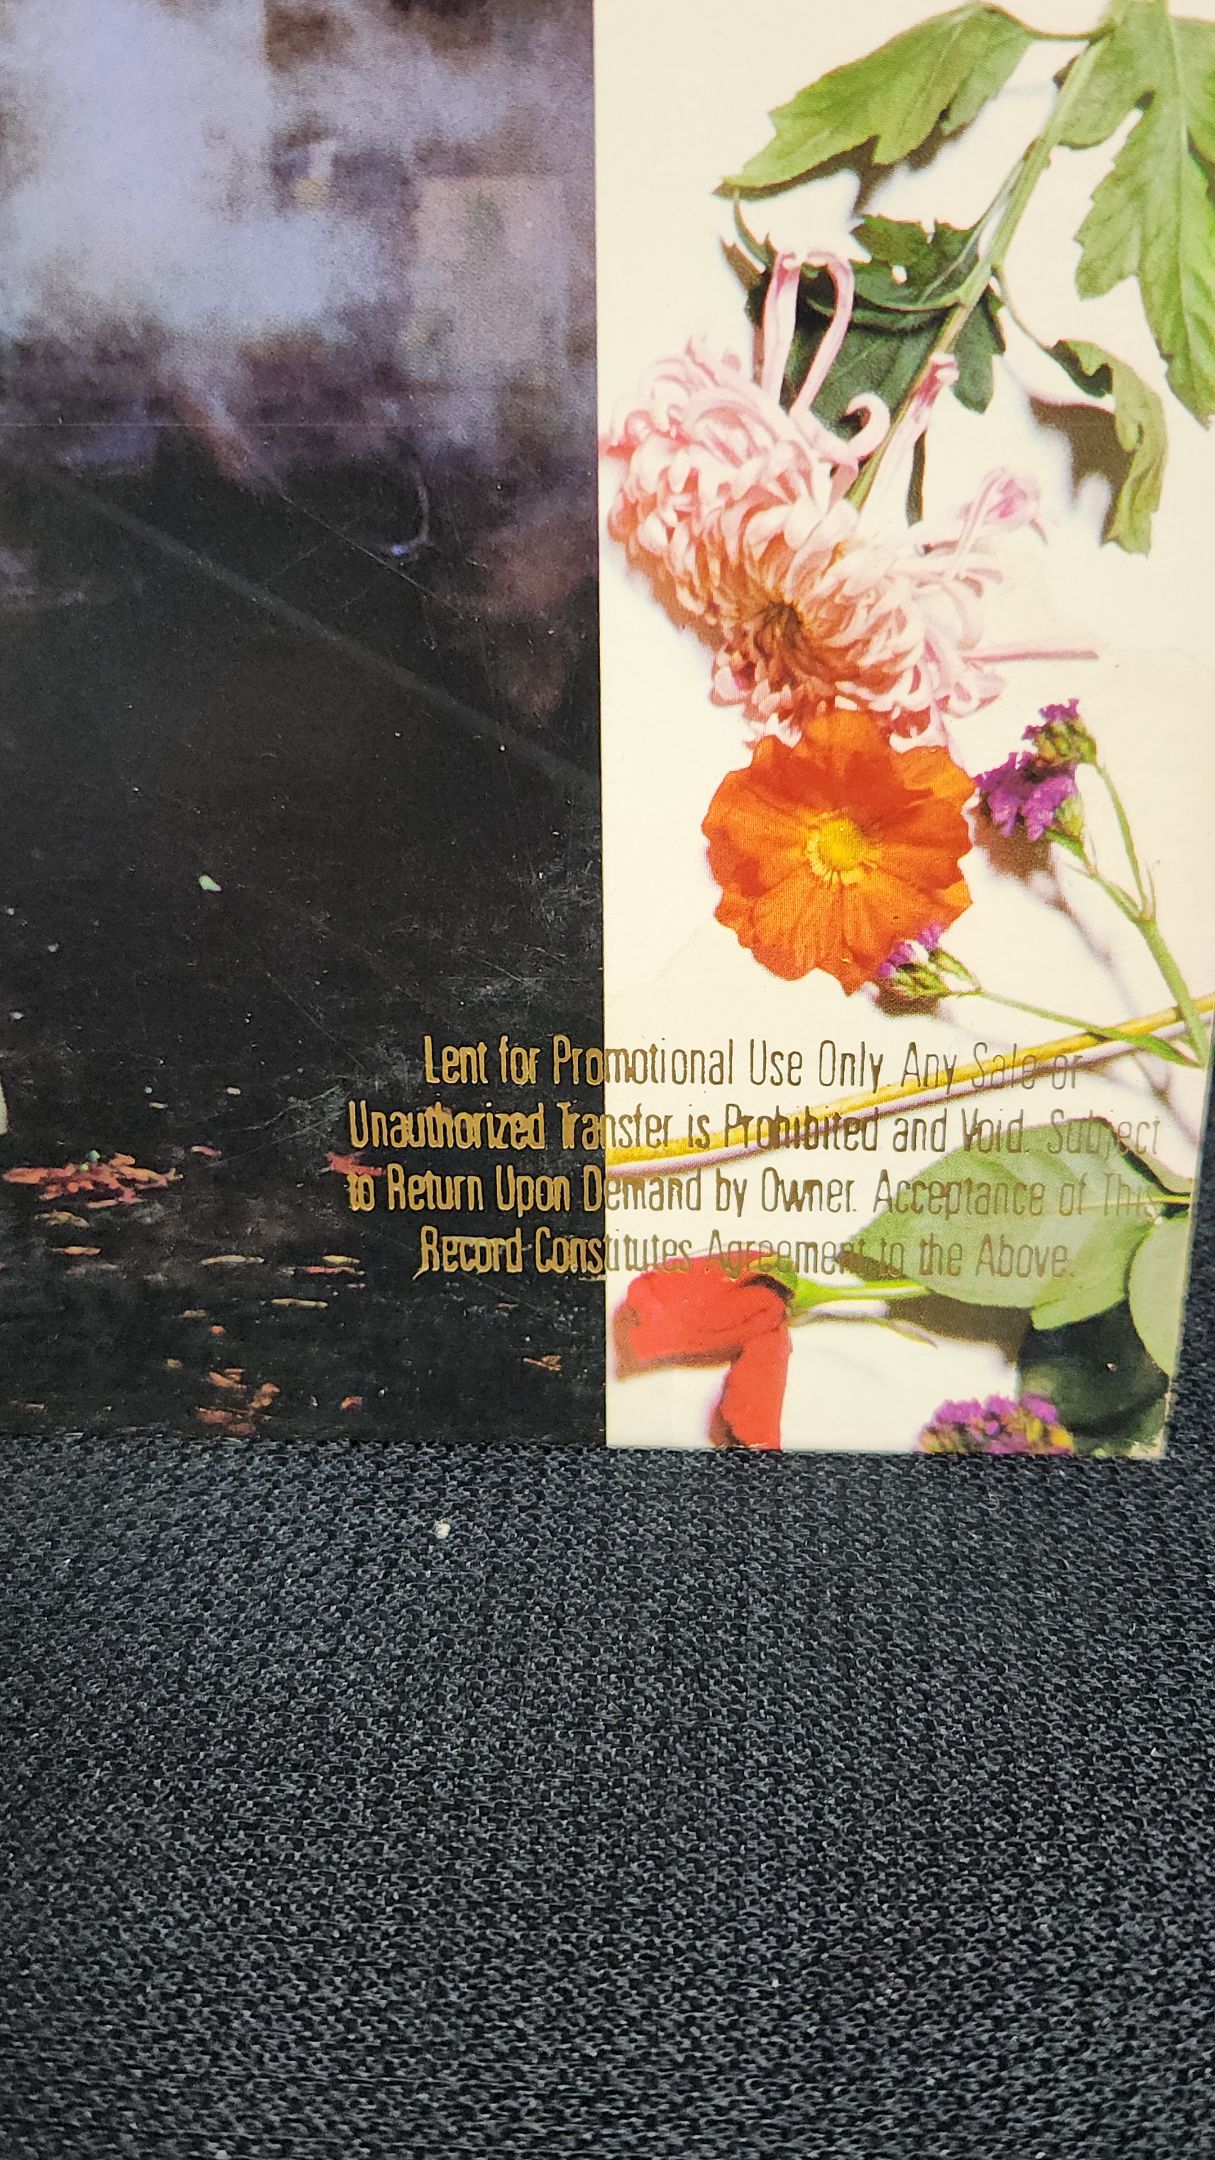 Lent for Promotional Use Only. Any Sale or
Unauthorized Transfer is Prohibited and Void. Subject
to Return Upon Demand by Owner. Acceptance of This
Record Constitutes Agreement to the Above.